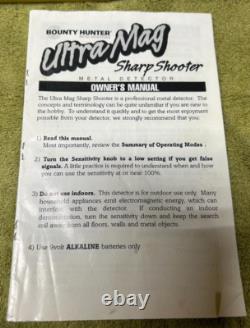 BOUNTY HUNTER
Ultra Mag
Sharp Shooter
METAL DETECTOR
OWNER'S MANUAL
The Ultra Mag Sharp Shooter is a professional metal detector. The
concepts and terminology can be quite unfamiliar if you are new to
the hobby. To understand it quickly and to get the most enjoyment
possible from your detector, we strongly recommend the following:
1) Read this manual.
Most importantly, review the Summary of Operating Modes .
2) Turn the Sensitivity knob to a low setting if you get false
signals. A little practice is required to understand when and how
you can use the sensitivity at or near 100%.
3) Do not use indoors. This detector is for outdoor use only. Many
household appliances emit electromagnetic energy, which can
interfere with the detector. If conducting an indoor
demonstration, turn the sensitivity down and keep the search
coil away from all floors, walls and metal objects.
4) Use 9volt ALKALINE batteries only